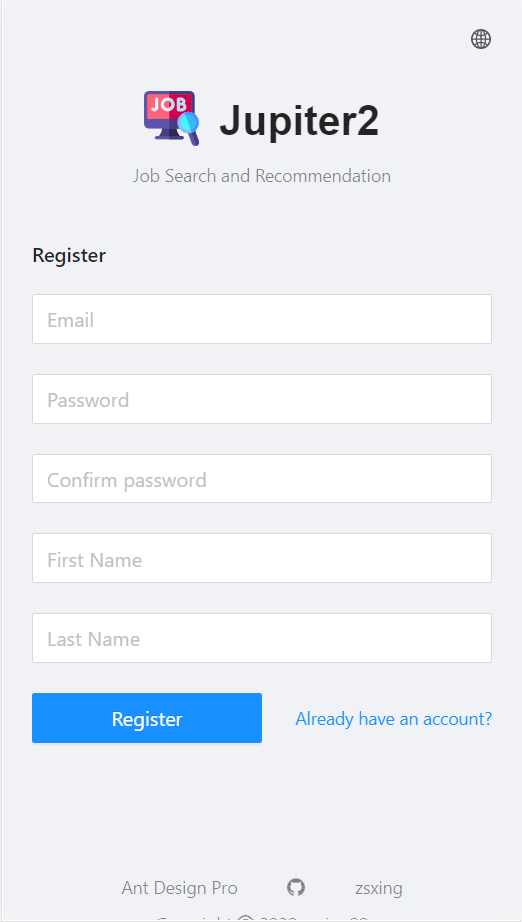 JOB
Jupiter2
Job Search and Recommendation
Register
Email
Password
Confirm password
First Name
Last Name
Register Already have an account?
Ant Design Pro zsxing